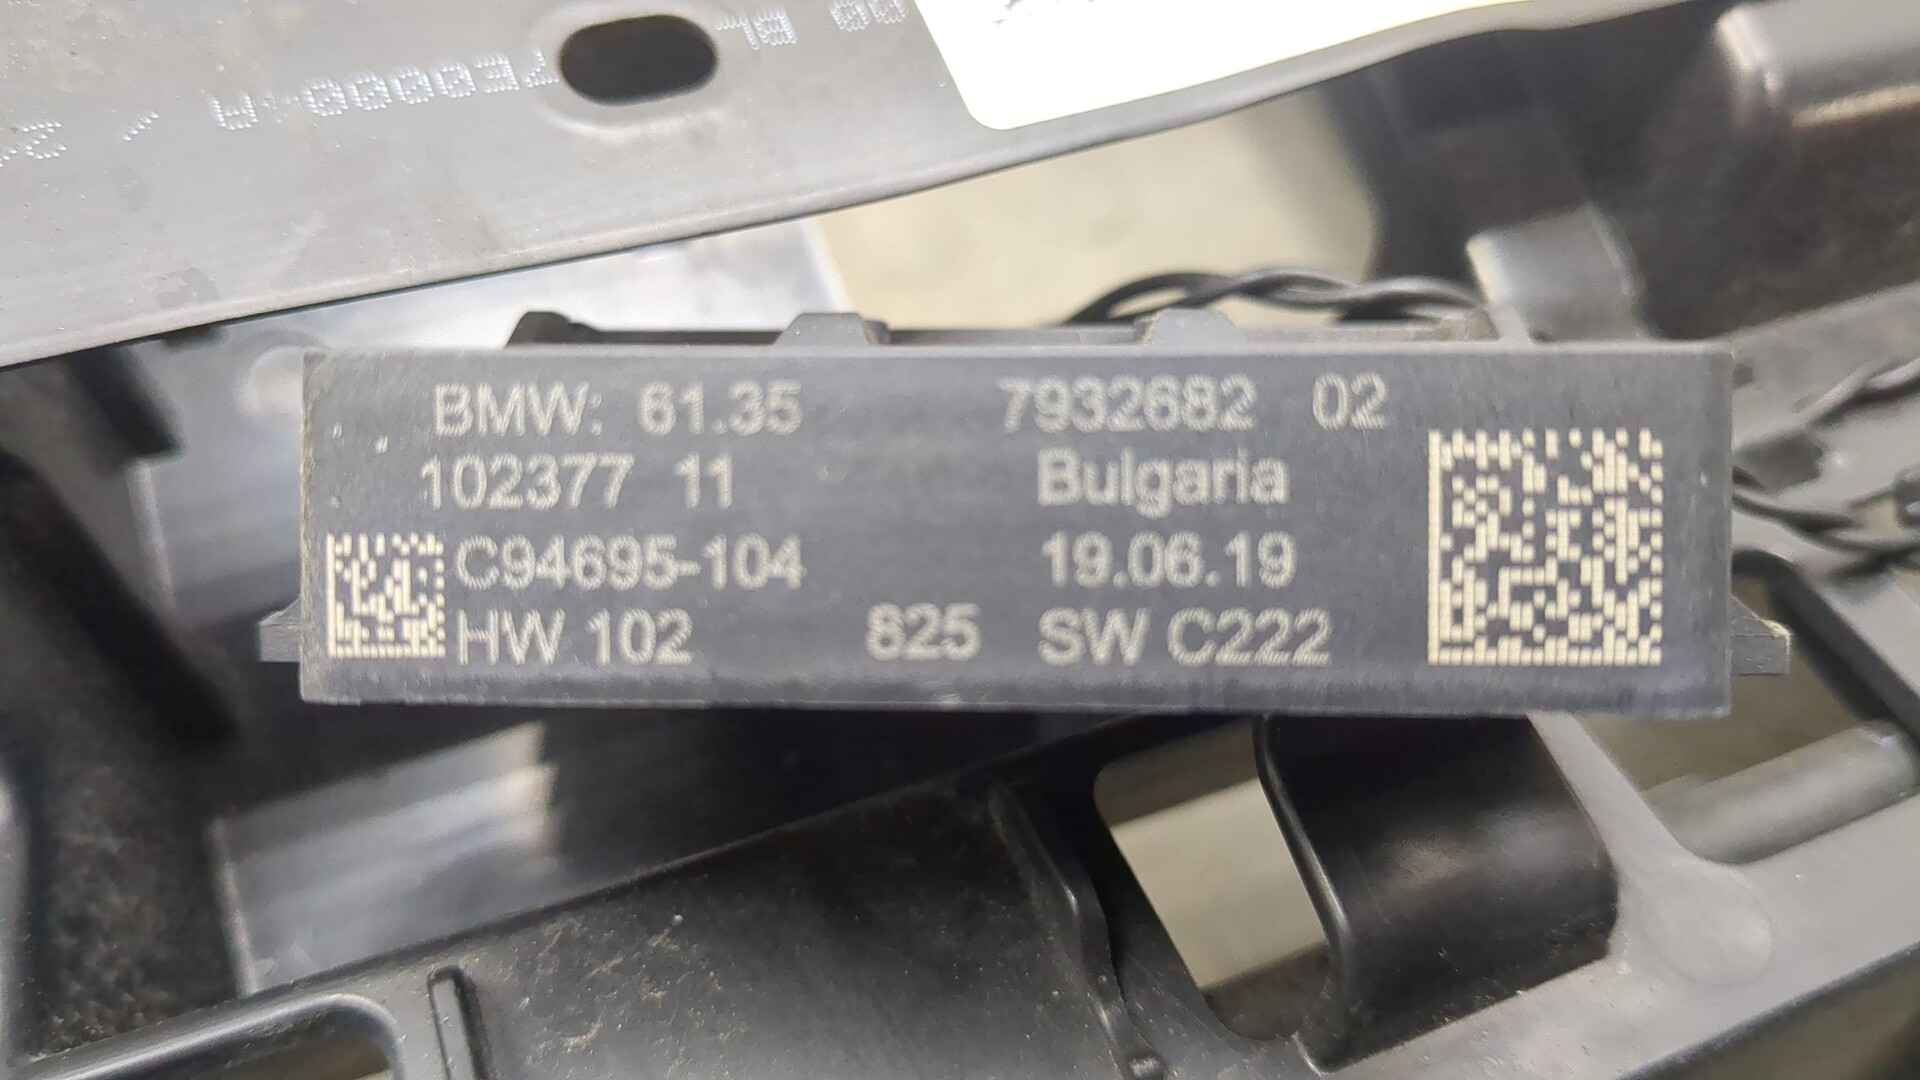 BMW: 61.35 7932682 02
102377 11 Bulgaria
C94695-104 19.06.19
HW 102 825 SW C222